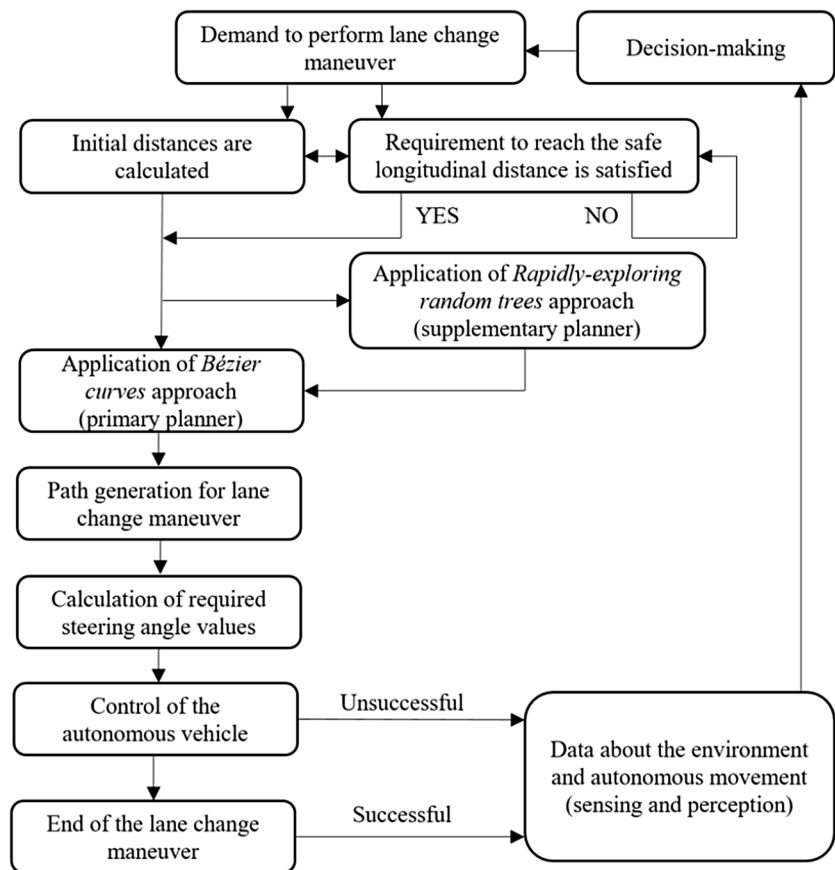 Demand to perform lane change
maneuver
Decision-making
Initial distances are
calculated
Requirement to reach the safe
longitudinal distance is satisfied
YES
NO
Application of Rapidly-exploring
random trees approach
(supplementary planner)
Application of Bézier
curves approach
(primary planner)
Path generation for lane
change maneuver
Calculation of required
steering angle values
Control of the
autonomous vehicle
Unsuccessful
Data about the environment
and autonomous movement
(sensing and perception)
End of the lane change
maneuver
Successful